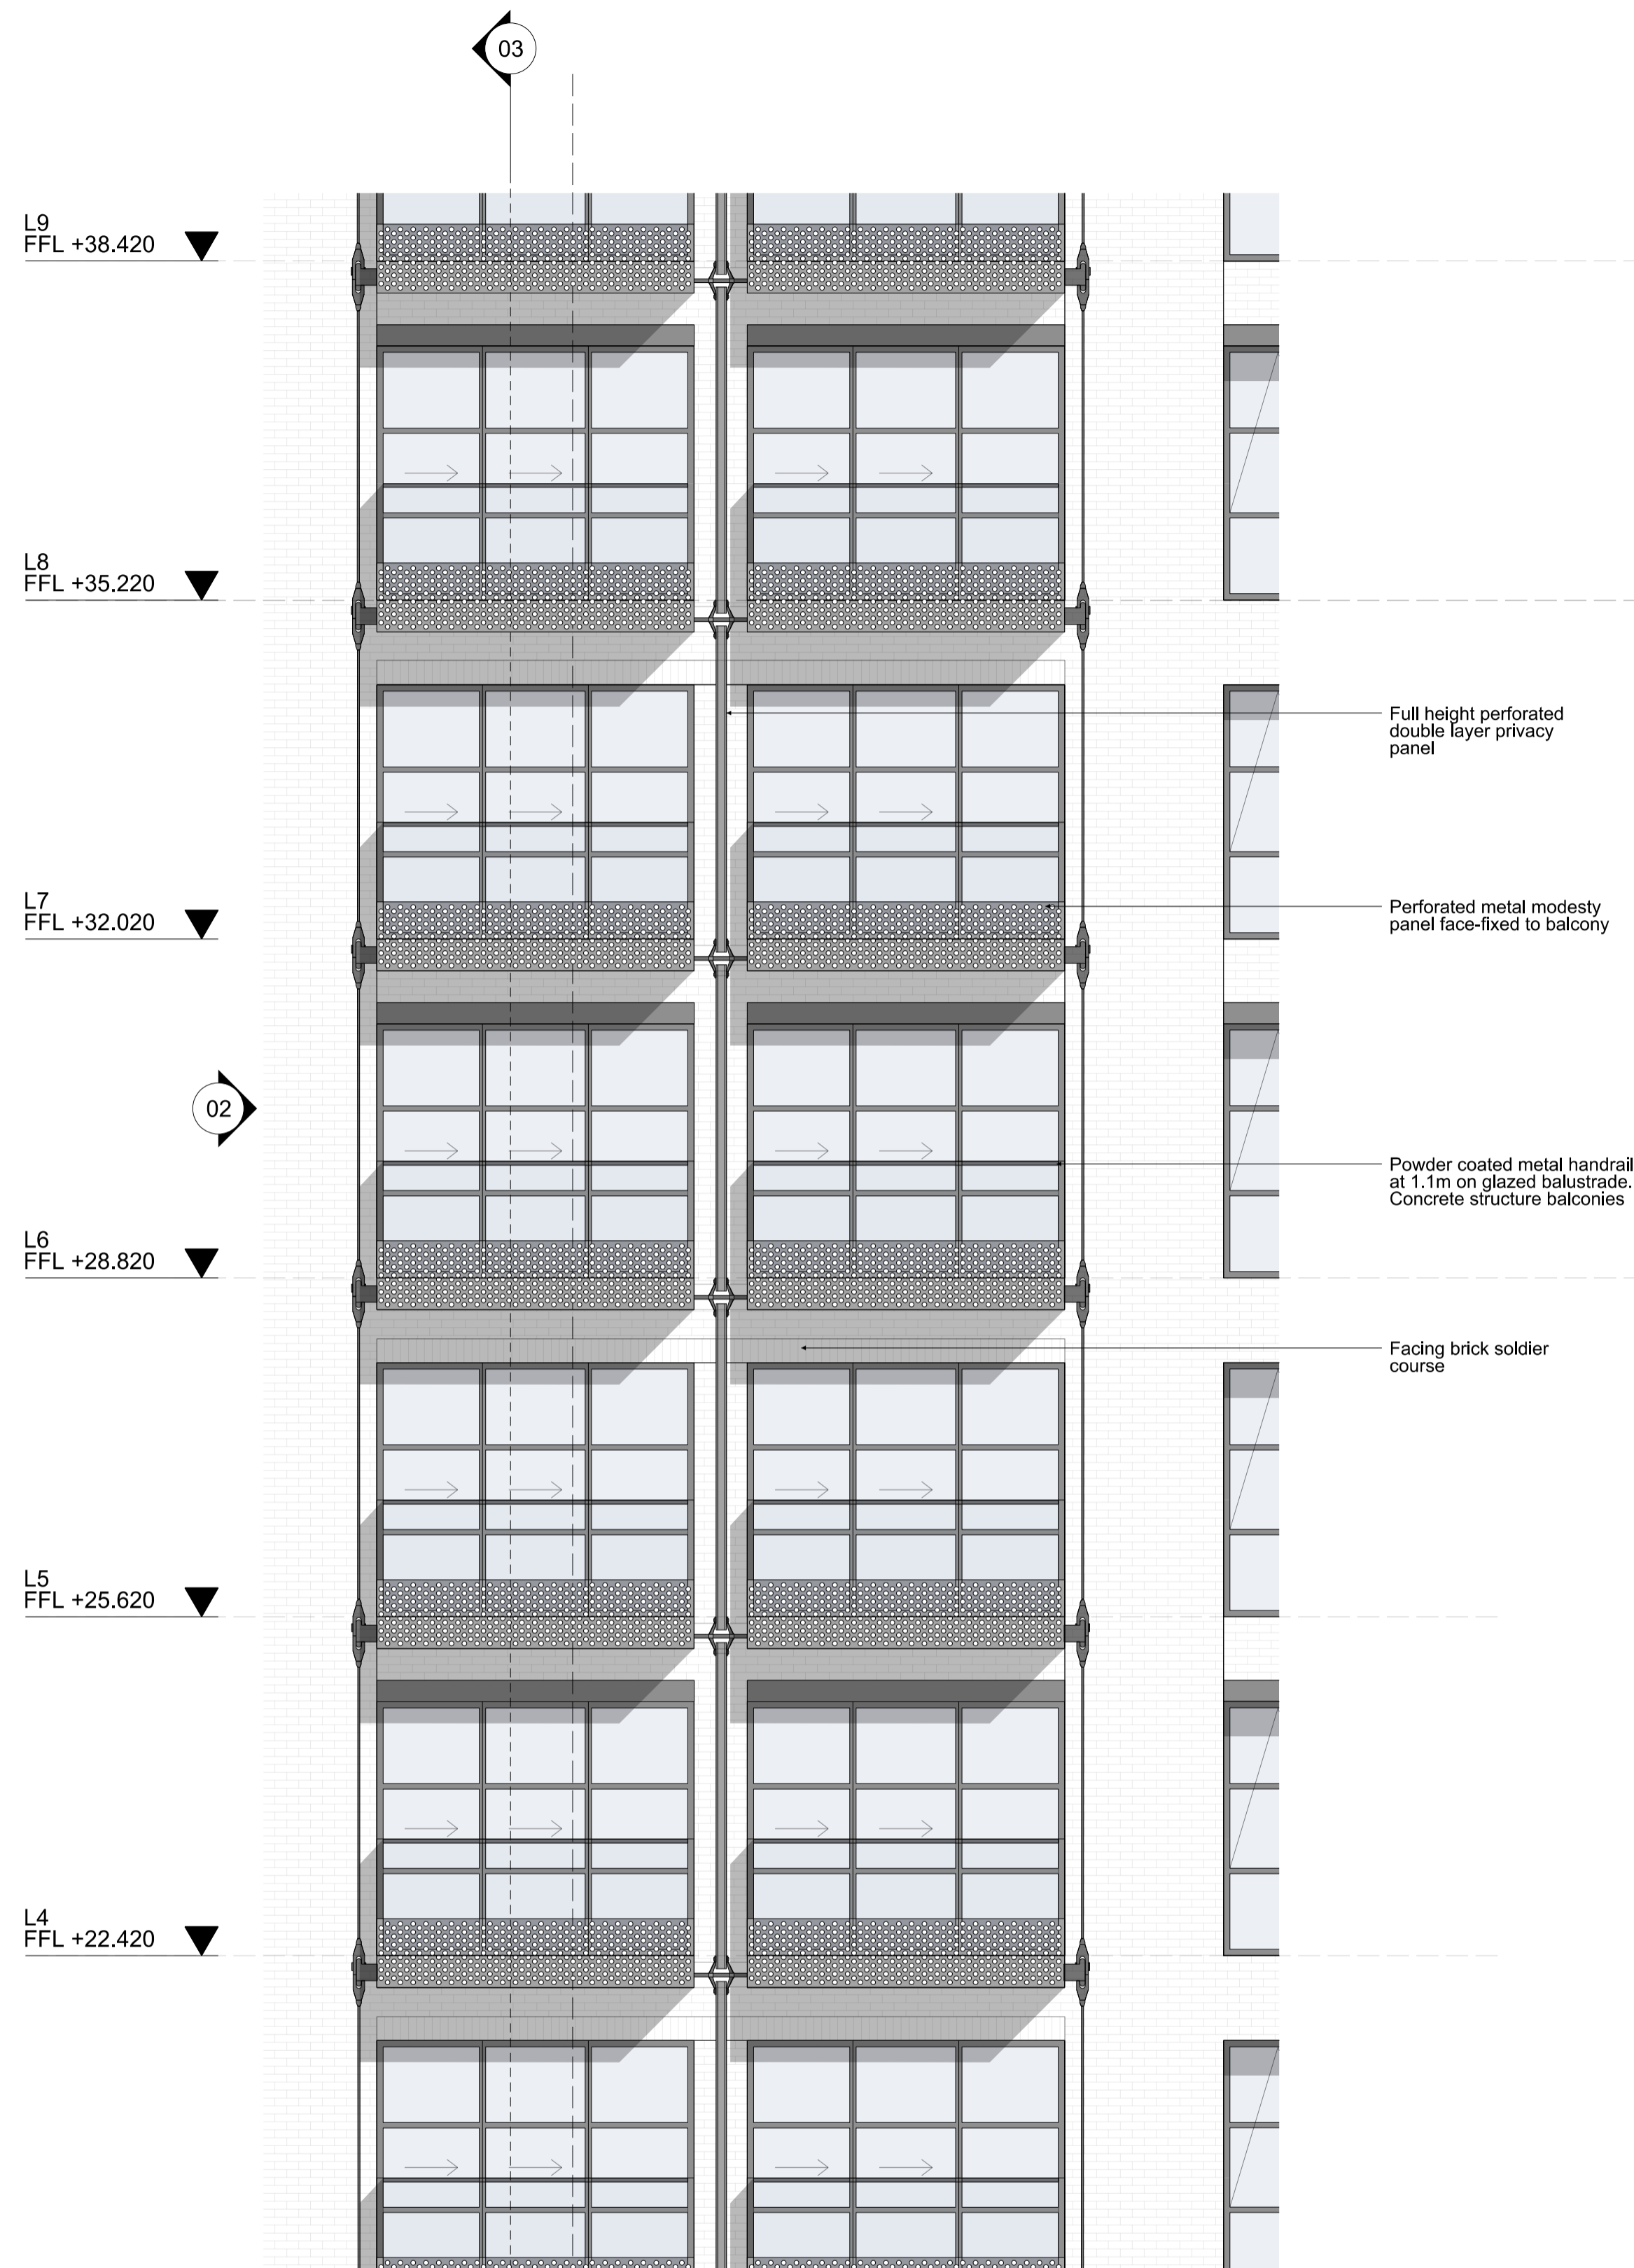 03
L9
FFL +38.420
L8
FFL +35.220
Full height perforated
double layer privacy
panel
L7
FFL +32.020
Perforated metal modesty
panel face-fixed to balcony
02
Powder coated metal handrail
at 1.1m on glazed balustrade.
Concrete structure balconies
L6
FFL +28.820
Facing brick soldier
course
L5
FFL +25.620
L4
FFL +22.420